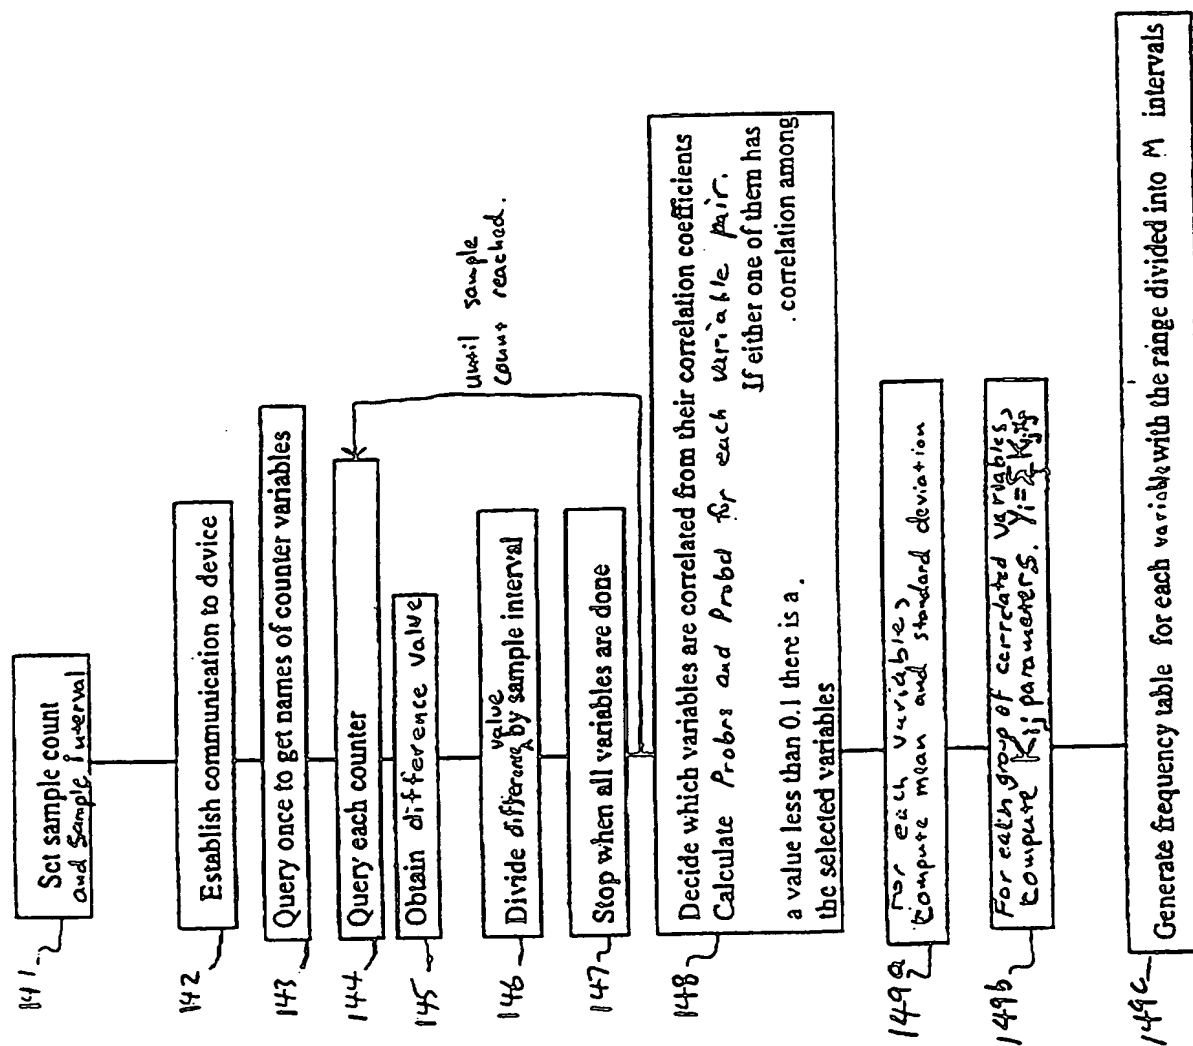 141
Set sample count
and sample interval
142
Establish communication to device
143
Query once to get names of counter variables
144
Query each counter
until sample
count reached.
145
Obtain difference value
146
value
Divide difference by sample interval
147
Stop when all variables are done
148
Decide which variables are correlated from their correlation coefficients
Calculate Probrs and Probd for each variable pair.
If either one of them has
a value less than 0.1 there is a . correlation among
the selected variables
149a
For each variable,
compute mean and standard deviation
149b
For each group of correlated variables,
compute Kij parameters. Yi=
149c
Generate frequency table for each variable with the range divided into M intervals